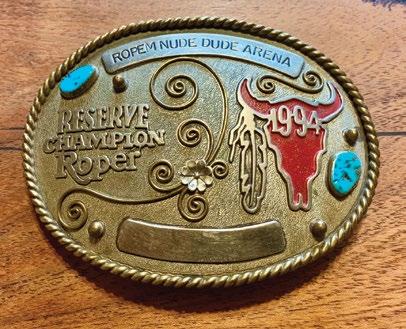 ROPEM NUDE DUDE ARENA
RESERVE
CHAMPION
Roper
1994